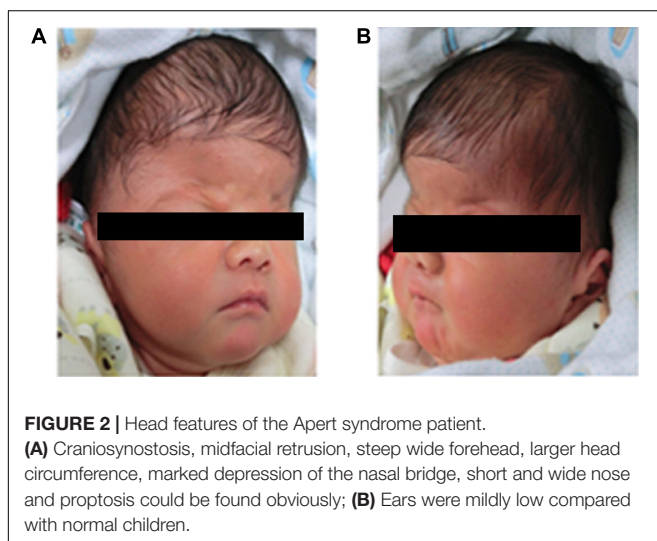 A
B
FIGURE 2 | Head features of the Apert syndrome patient.
(A) Craniosynostosis, midfacial retrusion, steep wide forehead, larger head
circumference, marked depression of the nasal bridge, short and wide nose
and proptosis could be found obviously; (B) Ears were mildly low compared
with normal children.